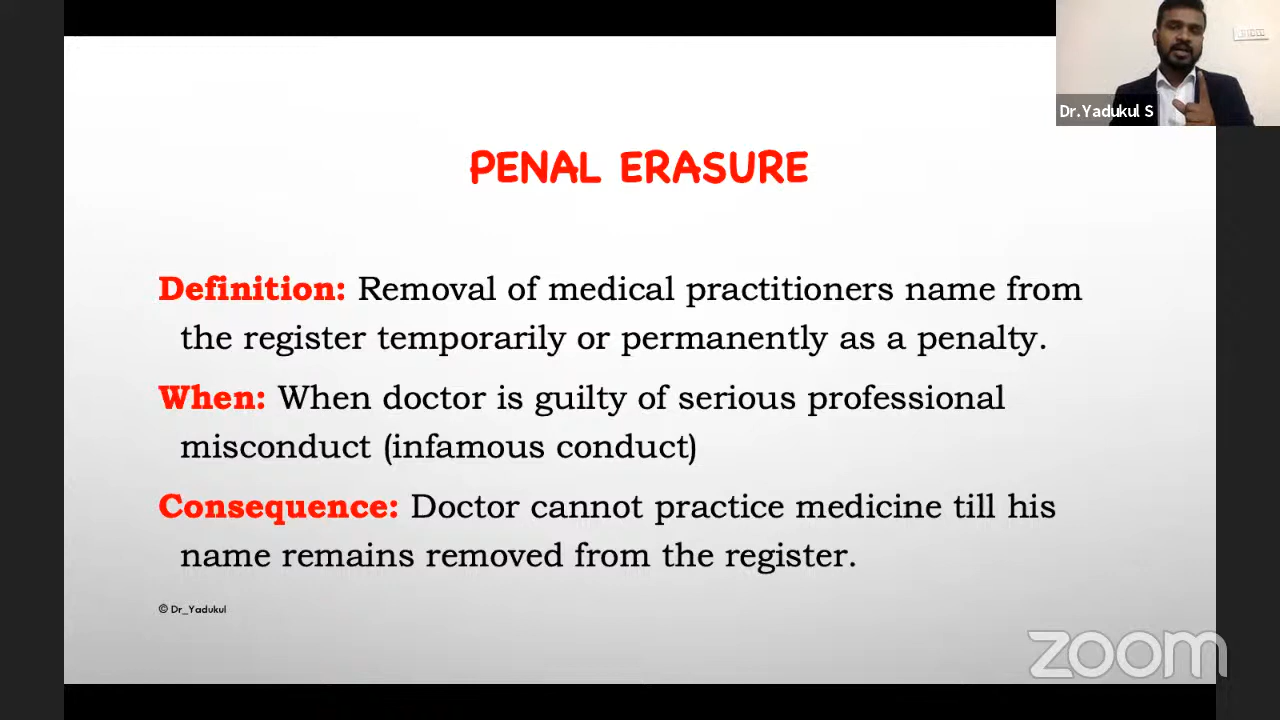 Dr.Yadukul S
PENAL ERASURE
Definition: Removal of medical practitioners name from
the register temporarily or permanently as a penalty.
When: When doctor is guilty of serious professional
misconduct (infamous conduct)
Consequence: Doctor cannot practice medicine till his
name remains removed from the register.
© Dr_Yadukul
zoom